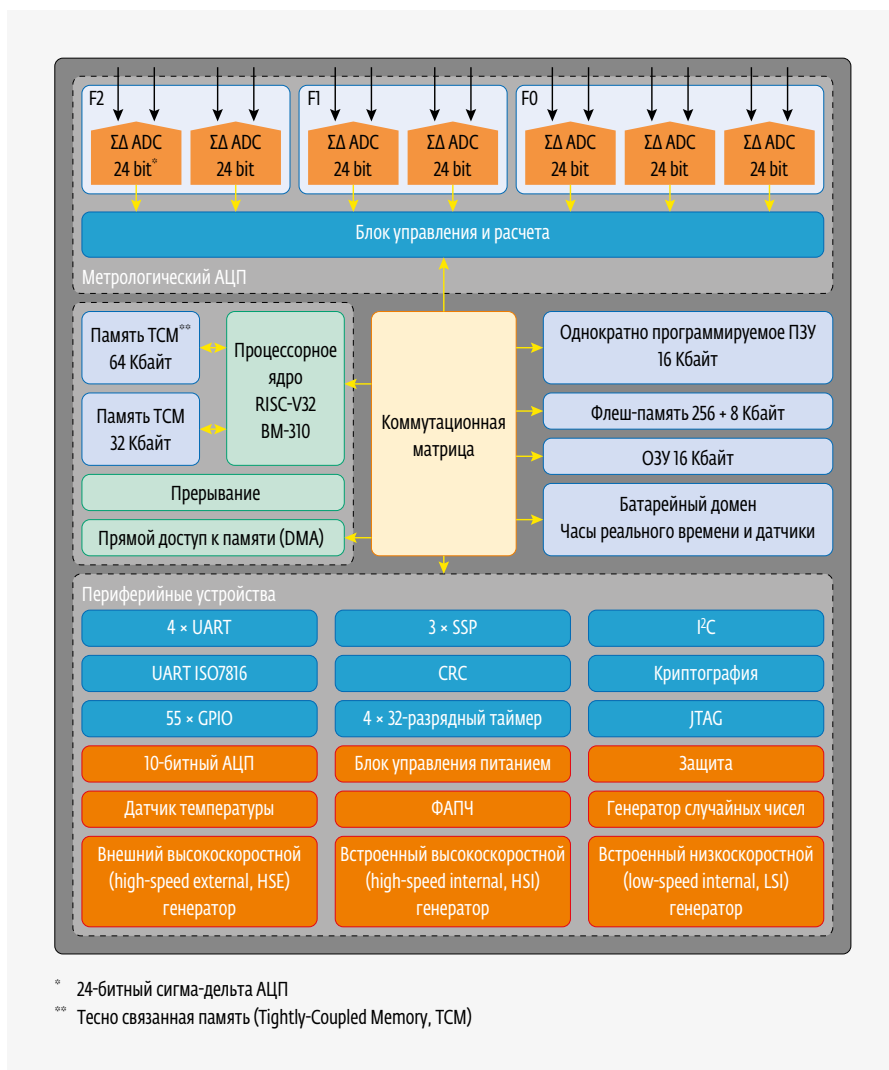 F2
F1
F0
ΣΔ ADC
24 bit*
ΣΔ ADC
24 bit
ΣΔ ADC
24 bit
ΣΔ ADC
24 bit
ΣΔ ADC
24 bit
ΣΔ ADC
24 bit
ΣΔ ADC
24 bit
Блок управления и расчета
Метрологический АЦП
Память TCM**
64 Кбайт
Память TCM
32 Кбайт
Процессорное
ядро
RISC-V32
BM-310
Прерывание
Прямой доступ к памяти (DMA)
Коммутационная
матрица
Однократно программируемое ПЗУ
16 Кбайт
Флеш-память 256 + 8 Кбайт
ОЗУ 16 Кбайт
Батарейный домен
Часы реального времени и датчики
Периферийные устройства
4 × UART
3 × SSP
I²C
UART ISO7816
CRC
Криптография
55 × GPIO
4 × 32-разрядный таймер
JTAG
10-битный АЦП
Блок управления питанием
Защита
Датчик температуры
ФАПЧ
Генератор случайных чисел
Внешний высокоскоростной
(high-speed external, HSE)
генератор
Встроенный высокоскоростной
(high-speed internal, HSI)
генератор
Встроенный низкоскоростной
(low-speed internal, LSI)
генератор
* 24-битный сигма-дельта АЦП
** Тесно связанная память (Tightly-Coupled Memory, TCM)